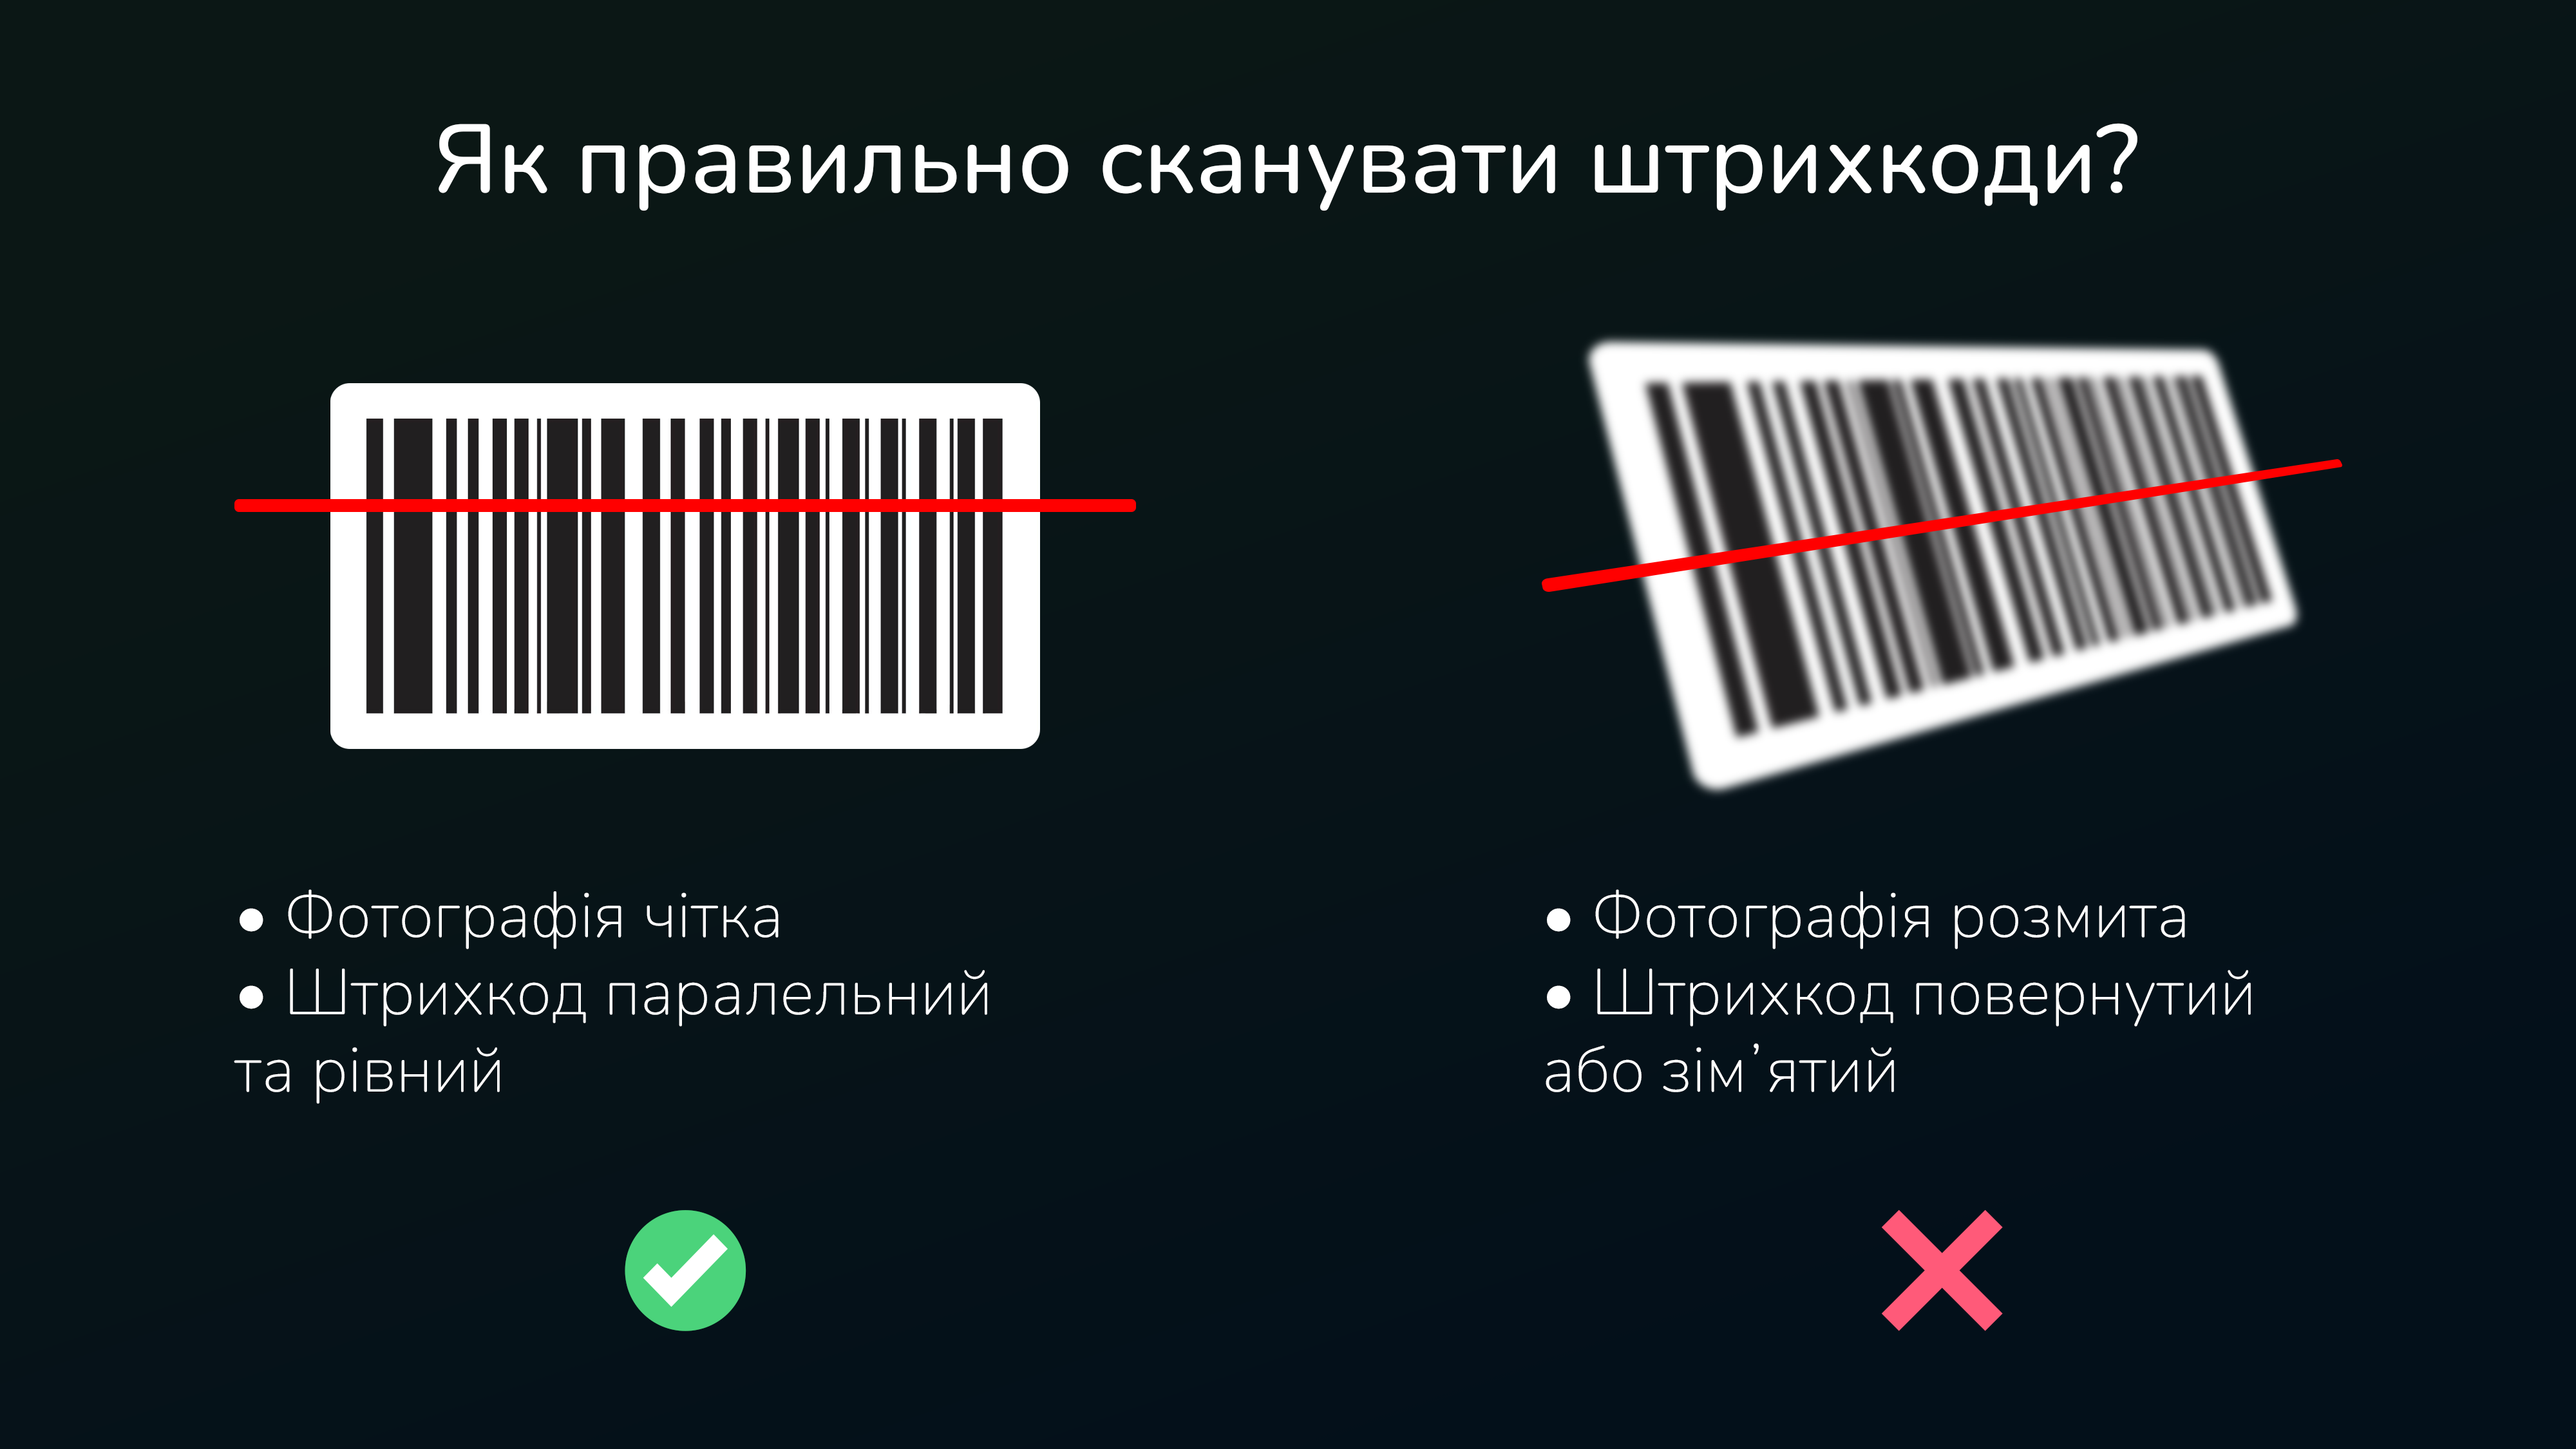 Як правильно сканувати штрихкоди?
• Фотографія чітка
• Штрихкод паралельний
та рівний
• Фотографія розмита
• Штрихкод повернутий
або зім’ятий